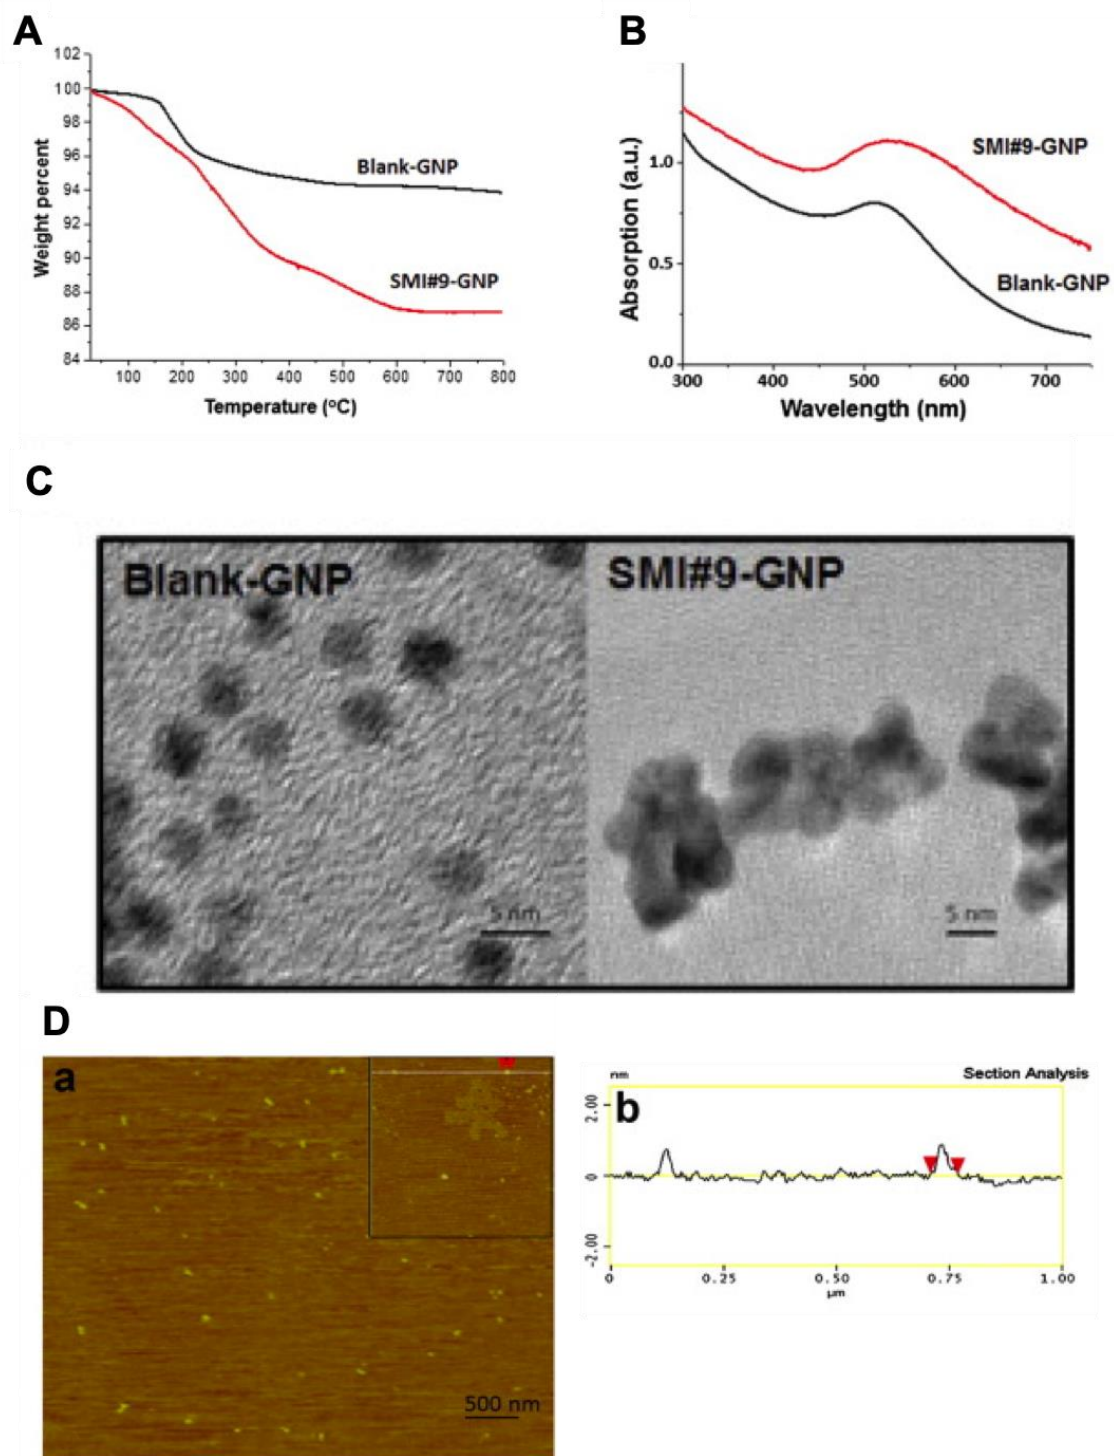 A
102
100
98
96
94
92
90
88
86
84
Weight percent
Blank-GNP
SMI#9-GNP
100 200 300 400 500 600 700 800
Temperature (ºC)
B
1.0
0.5
0.0
Absorption (a.u.)
SMI#9-GNP
Blank-GNP
300 400 500 600 700
Wavelength (nm)
C
Blank-GNP
5 nm
SMI#9-GNP
5 nm
D
a
500 nm
nm
Section Analysis
b
2.00
0
-2.00
0 0.25 0.50 0.75 1.00
µm